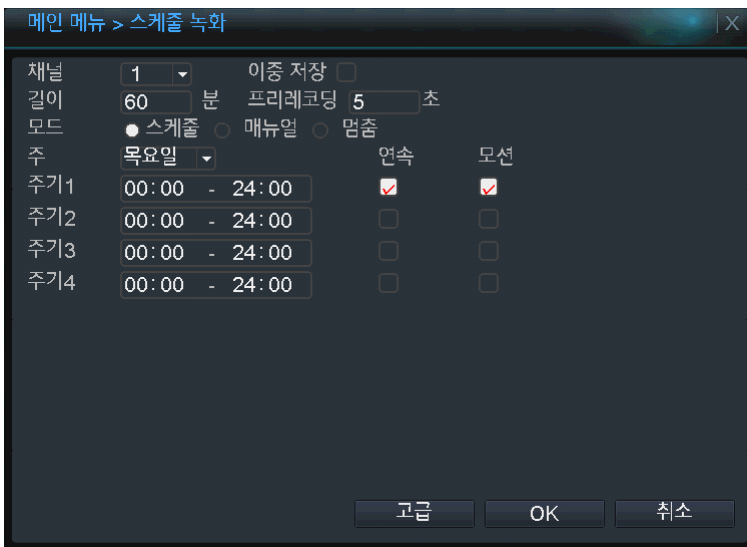 메인 메뉴 > 스케줄 녹화 X
채널 1 이중 저장
길이 60 분 프리레코딩 5 초
모드 스케줄 매뉴얼 멈춤
주 목요일 연속 모션
주기1 00:00 - 24:00
주기2 00:00 - 24:00
주기3 00:00 - 24:00
주기4 00:00 - 24:00
고급 OK 취소